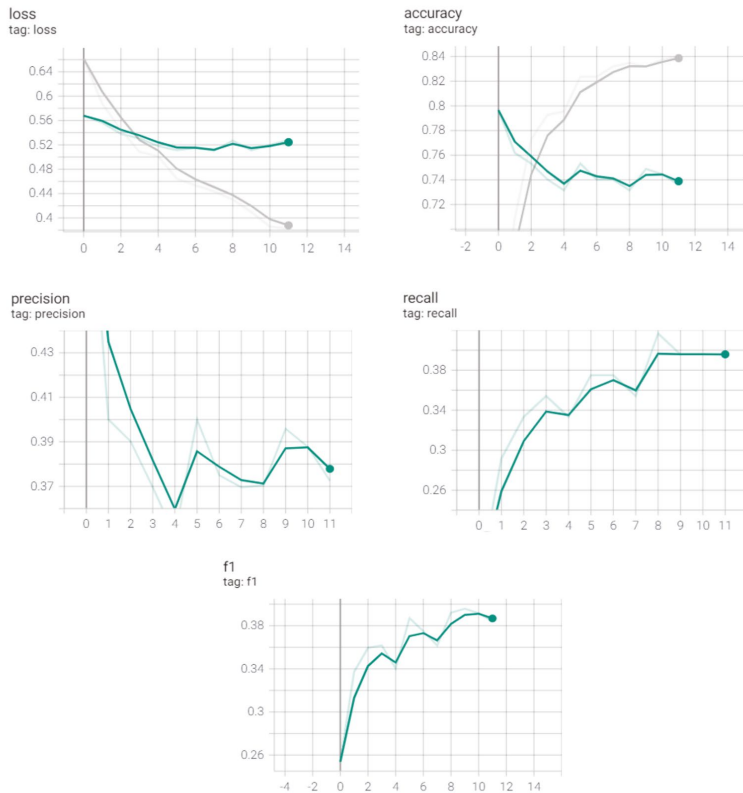 loss
tag: loss
0.64
0.6
0.56
0.52
0.48
0.44
0.4
0 2 4 6 8 10 12 14
accuracy
tag: accuracy
0.84
0.82
0.8
0.78
0.76
0.74
0.72
-2 0 2 4 6 8 10 12 14
precision
tag: precision
0.43
0.41
0.39
0.37
0 1 2 3 4 5 6 7 8 9 10 11
recall
tag: recall
0.38
0.34
0.3
0.26
0 1 2 3 4 5 6 7 8 9 10 11
f1
tag: f1
0.38
0.34
0.3
0.26
-4 -2 0 2 4 6 8 10 12 14